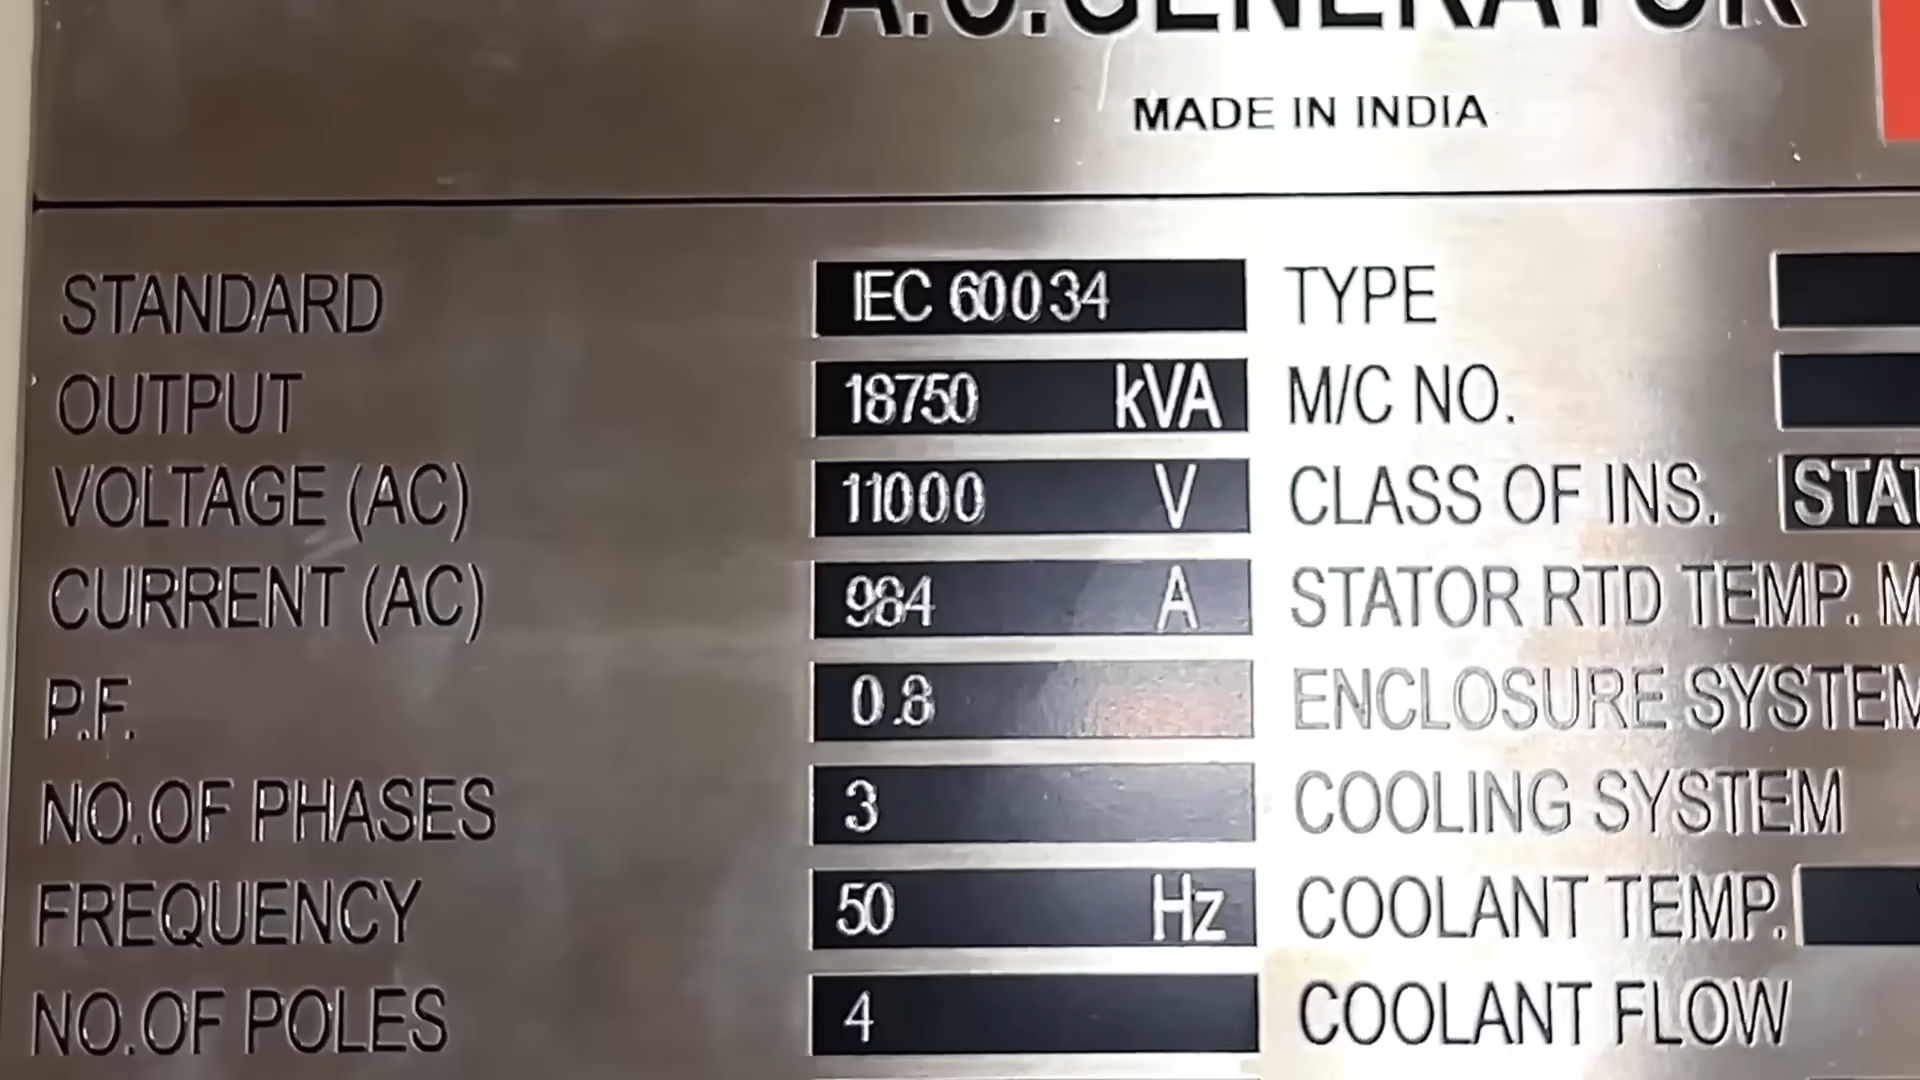 A.C.GENERATOR
MADE IN INDIA
STANDARD IEC 60034 TYPE
OUTPUT 18750 kVA M/C NO.
VOLTAGE (AC) 11000 V CLASS OF INS. STAT
CURRENT (AC) 984 A STATOR RTD TEMP. M
P.F. 0.8 ENCLOSURE SYSTEM
NO.OF PHASES 3 COOLING SYSTEM
FREQUENCY 50 Hz COOLANT TEMP.
NO.OF POLES 4 COOLANT FLOW